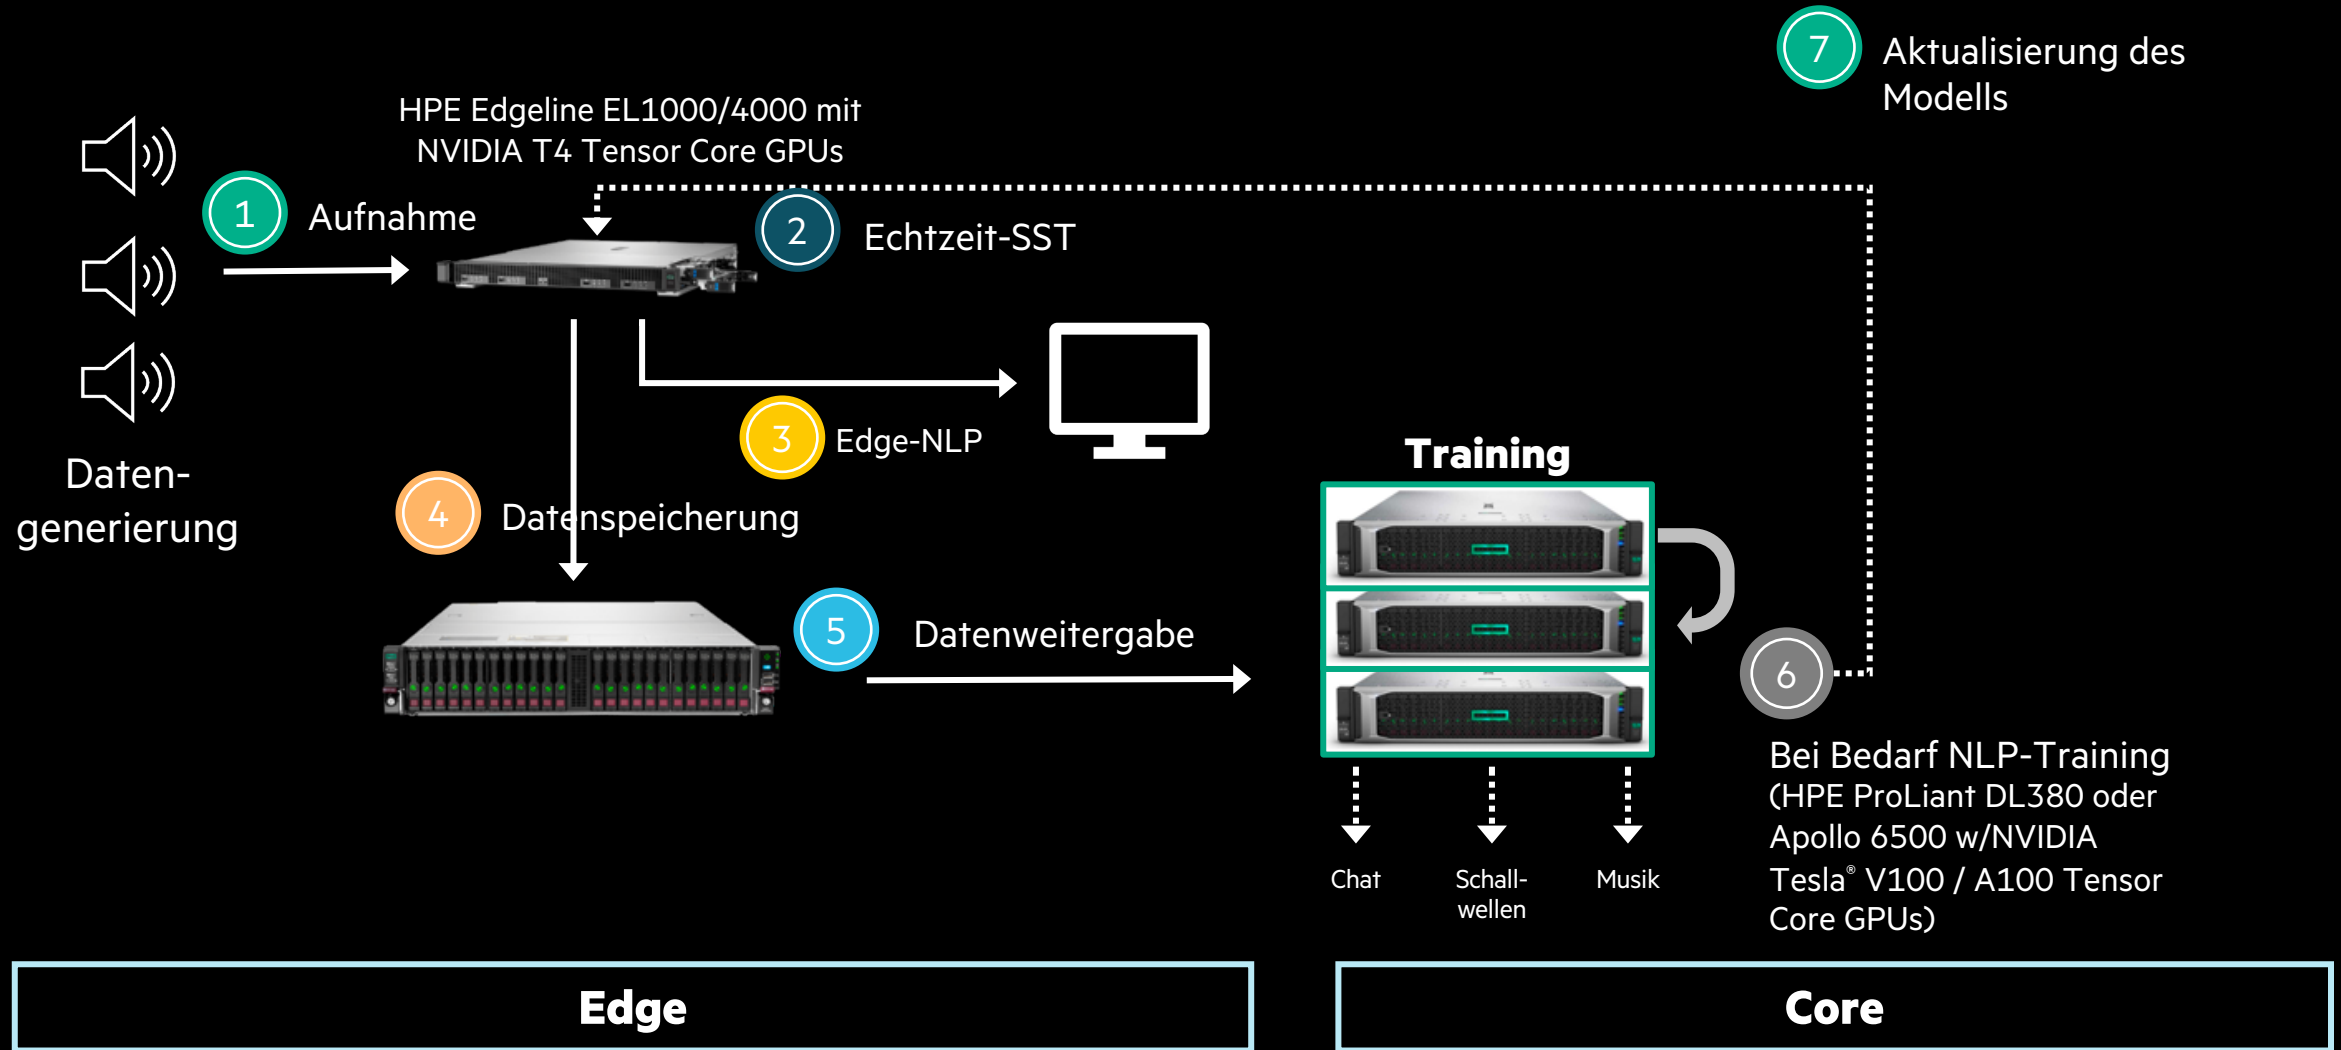 7
Aktualisierung des
Modells
HPE Edgeline EL1000/4000 mit
NVIDIA T4 Tensor Core GPUs
1
Aufnahme
2
Echtzeit-SST
3
Edge-NLP
Daten-
generierung
4
Datenspeicherung
5
Datenweitergabe
Training
6
Bei Bedarf NLP-Training
(HPE ProLiant DL380 oder
Apollo 6500 w/NVIDIA
Tesla® V100 / A100 Tensor
Core GPUs)
Chat
Schall-
wellen
Musik
Edge
Core